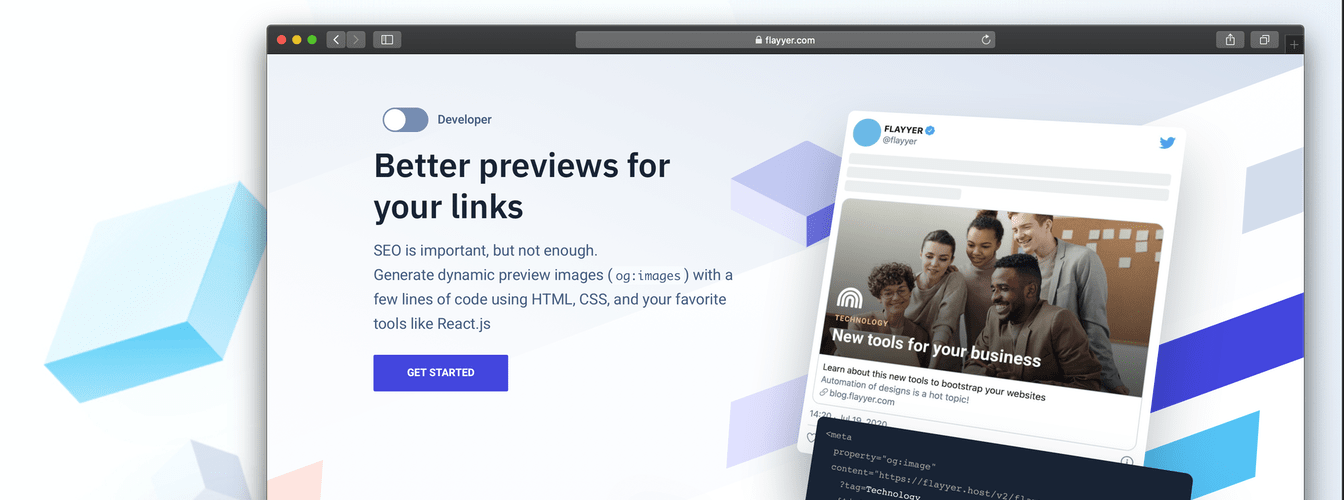 flayyer.com
Developer
Better previews for
your links
SEO is important, but not enough.
Generate dynamic preview images ( og:images ) with a
few lines of code using HTML, CSS, and your favorite
tools like React.js
GET STARTED
FLAYYER
@flayyer
TECHNOLOGY
New tools for your business
Learn about this new tools to bootstrap your websites
Automation of designs is a hot topic!
blog.flayyer.com
14:20 · Jul 19, 2020
<meta
property="og:image"
content="https://flayyer.host/v2/
?tag=Technology